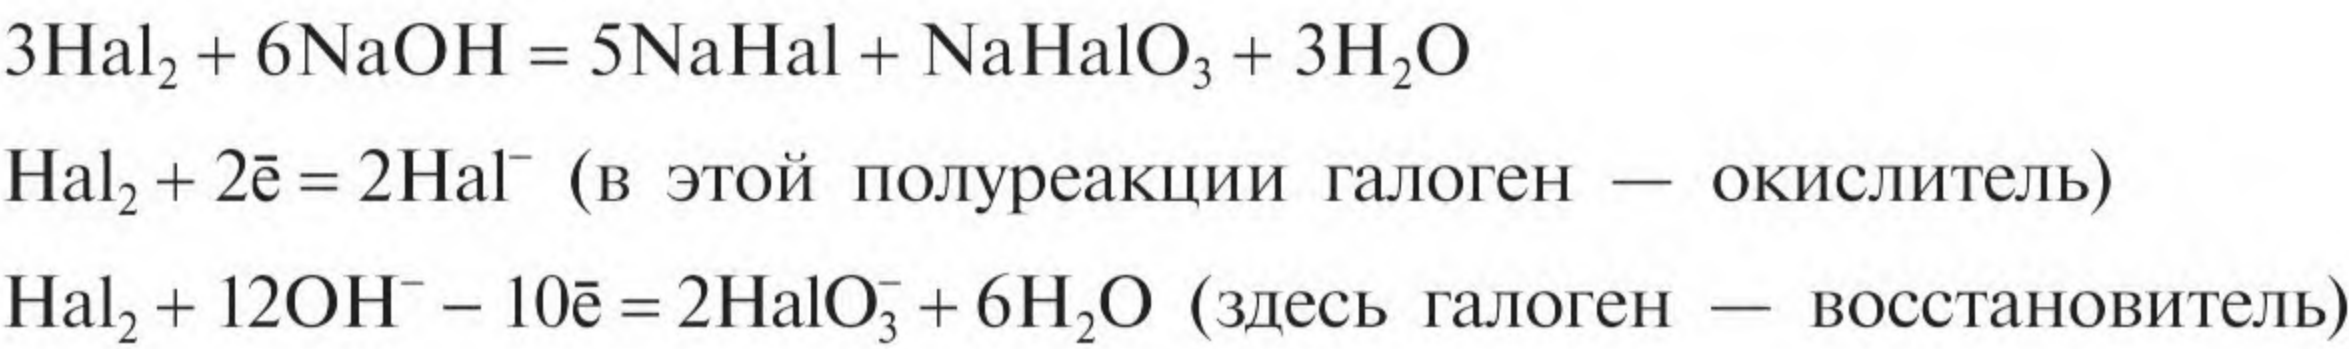 3Hal₂ + 6NaOH = 5NaHal + NaHalO₃ + 3H₂O
Hal₂ + 2ē = 2Hal⁻ (в этой полуреакции галоген — окислитель)
Hal₂ + 12OH⁻ − 10ē = 2HalO₃⁻ + 6H₂O (здесь галоген — восстановитель)